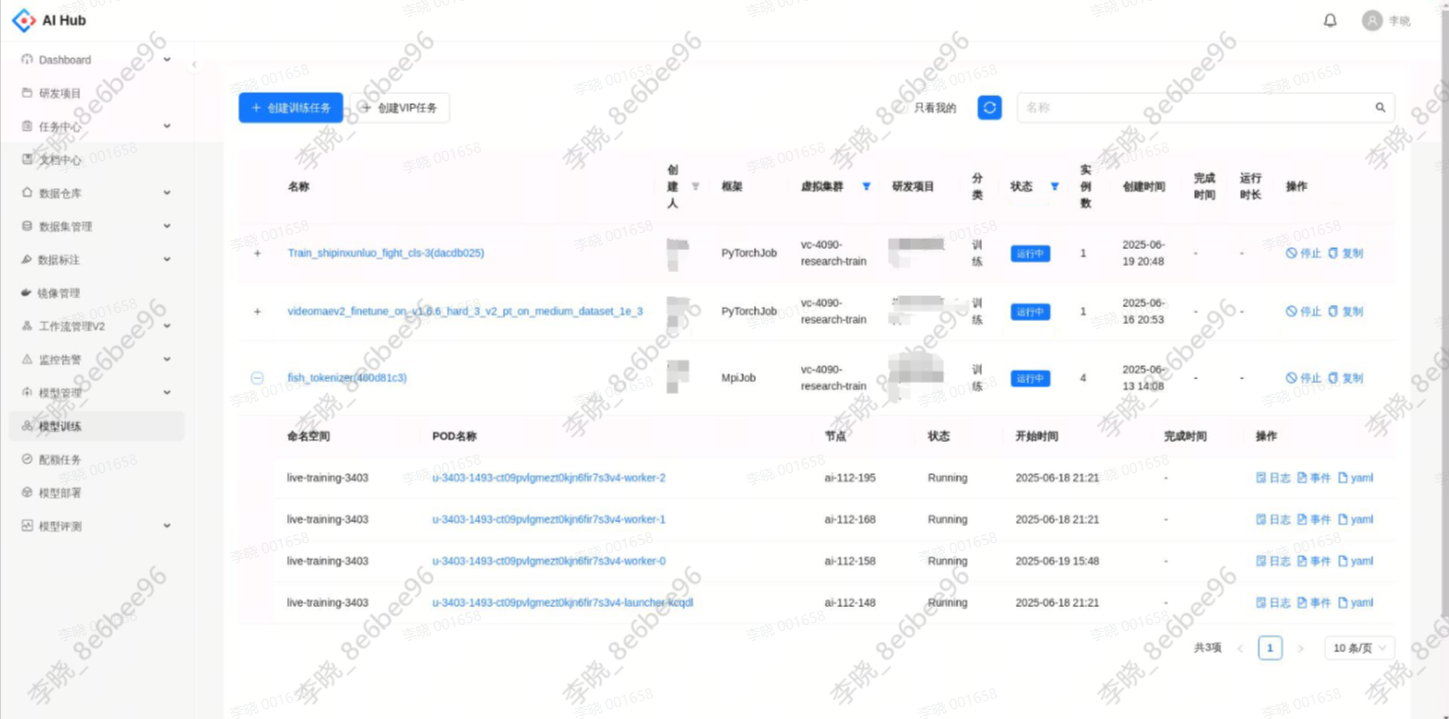 AI Hub
李晓
Dashboard
研发项目
任务中心
文档中心
数据仓库
数据集管理
数据标注
镜像管理
工作流管理V2
监控告警
模型管理
模型训练
配额任务
模型部署
模型评测
+ 创建训练任务
+ 创建VIP任务
只看我的
名称
名称 创建人 框架 虚拟集群 研发项目 分类 状态 实例数 创建时间 完成时间 运行时长 操作
+ Train_shipinxunluo_fight_cls-3(dacdb025) PyTorchJob vc-4090-research-train 训练 运行中 1 2025-06-19 20:48 - - 停止 复制
+ videomaev2_finetune_on_v1.6.6_hard_3_v2_pt_on_medium_dataset_1e_3 PyTorchJob vc-4090-research-train 训练 运行中 1 2025-06-16 20:53 - - 停止 复制
fish_tokenizer(460d81c3) MpiJob vc-4090-research-train 训练 运行中 4 2025-06-13 14:08 - - 停止 复制
命名空间 POD名称 节点 状态 开始时间 完成时间 操作
live-training-3403 u-3403-1493-ct09pvlgmezt0kjn6fir7s3v4-worker-2 ai-112-195 Running 2025-06-18 21:21 - 日志 事件 yaml
live-training-3403 u-3403-1493-ct09pvlgmezt0kjn6fir7s3v4-worker-1 ai-112-168 Running 2025-06-18 21:21 - 日志 事件 yaml
live-training-3403 u-3403-1493-ct09pvlgmezt0kjn6fir7s3v4-worker-0 ai-112-158 Running 2025-06-19 15:48 - 日志 事件 yaml
live-training-3403 u-3403-1493-ct09pvlgmezt0kjn6fir7s3v4-launcher-kcqdl ai-112-148 Running 2025-06-18 21:21 - 日志 事件 yaml
共3项 < 1 > 10 条/页
李晓_8e6bee96
李晓 001658